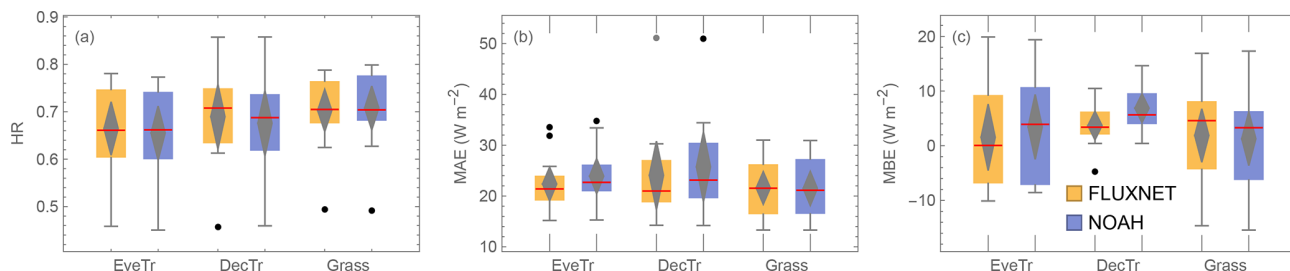 (a)
HR
0.9
0.8
0.7
0.6
0.5
EveTr DecTr Grass
(b)
MAE (W m⁻²)
50
40
30
20
10
EveTr DecTr Grass
(c)
MBE (W m⁻²)
20
10
0
−10
EveTr DecTr Grass
FLUXNET
NOAH